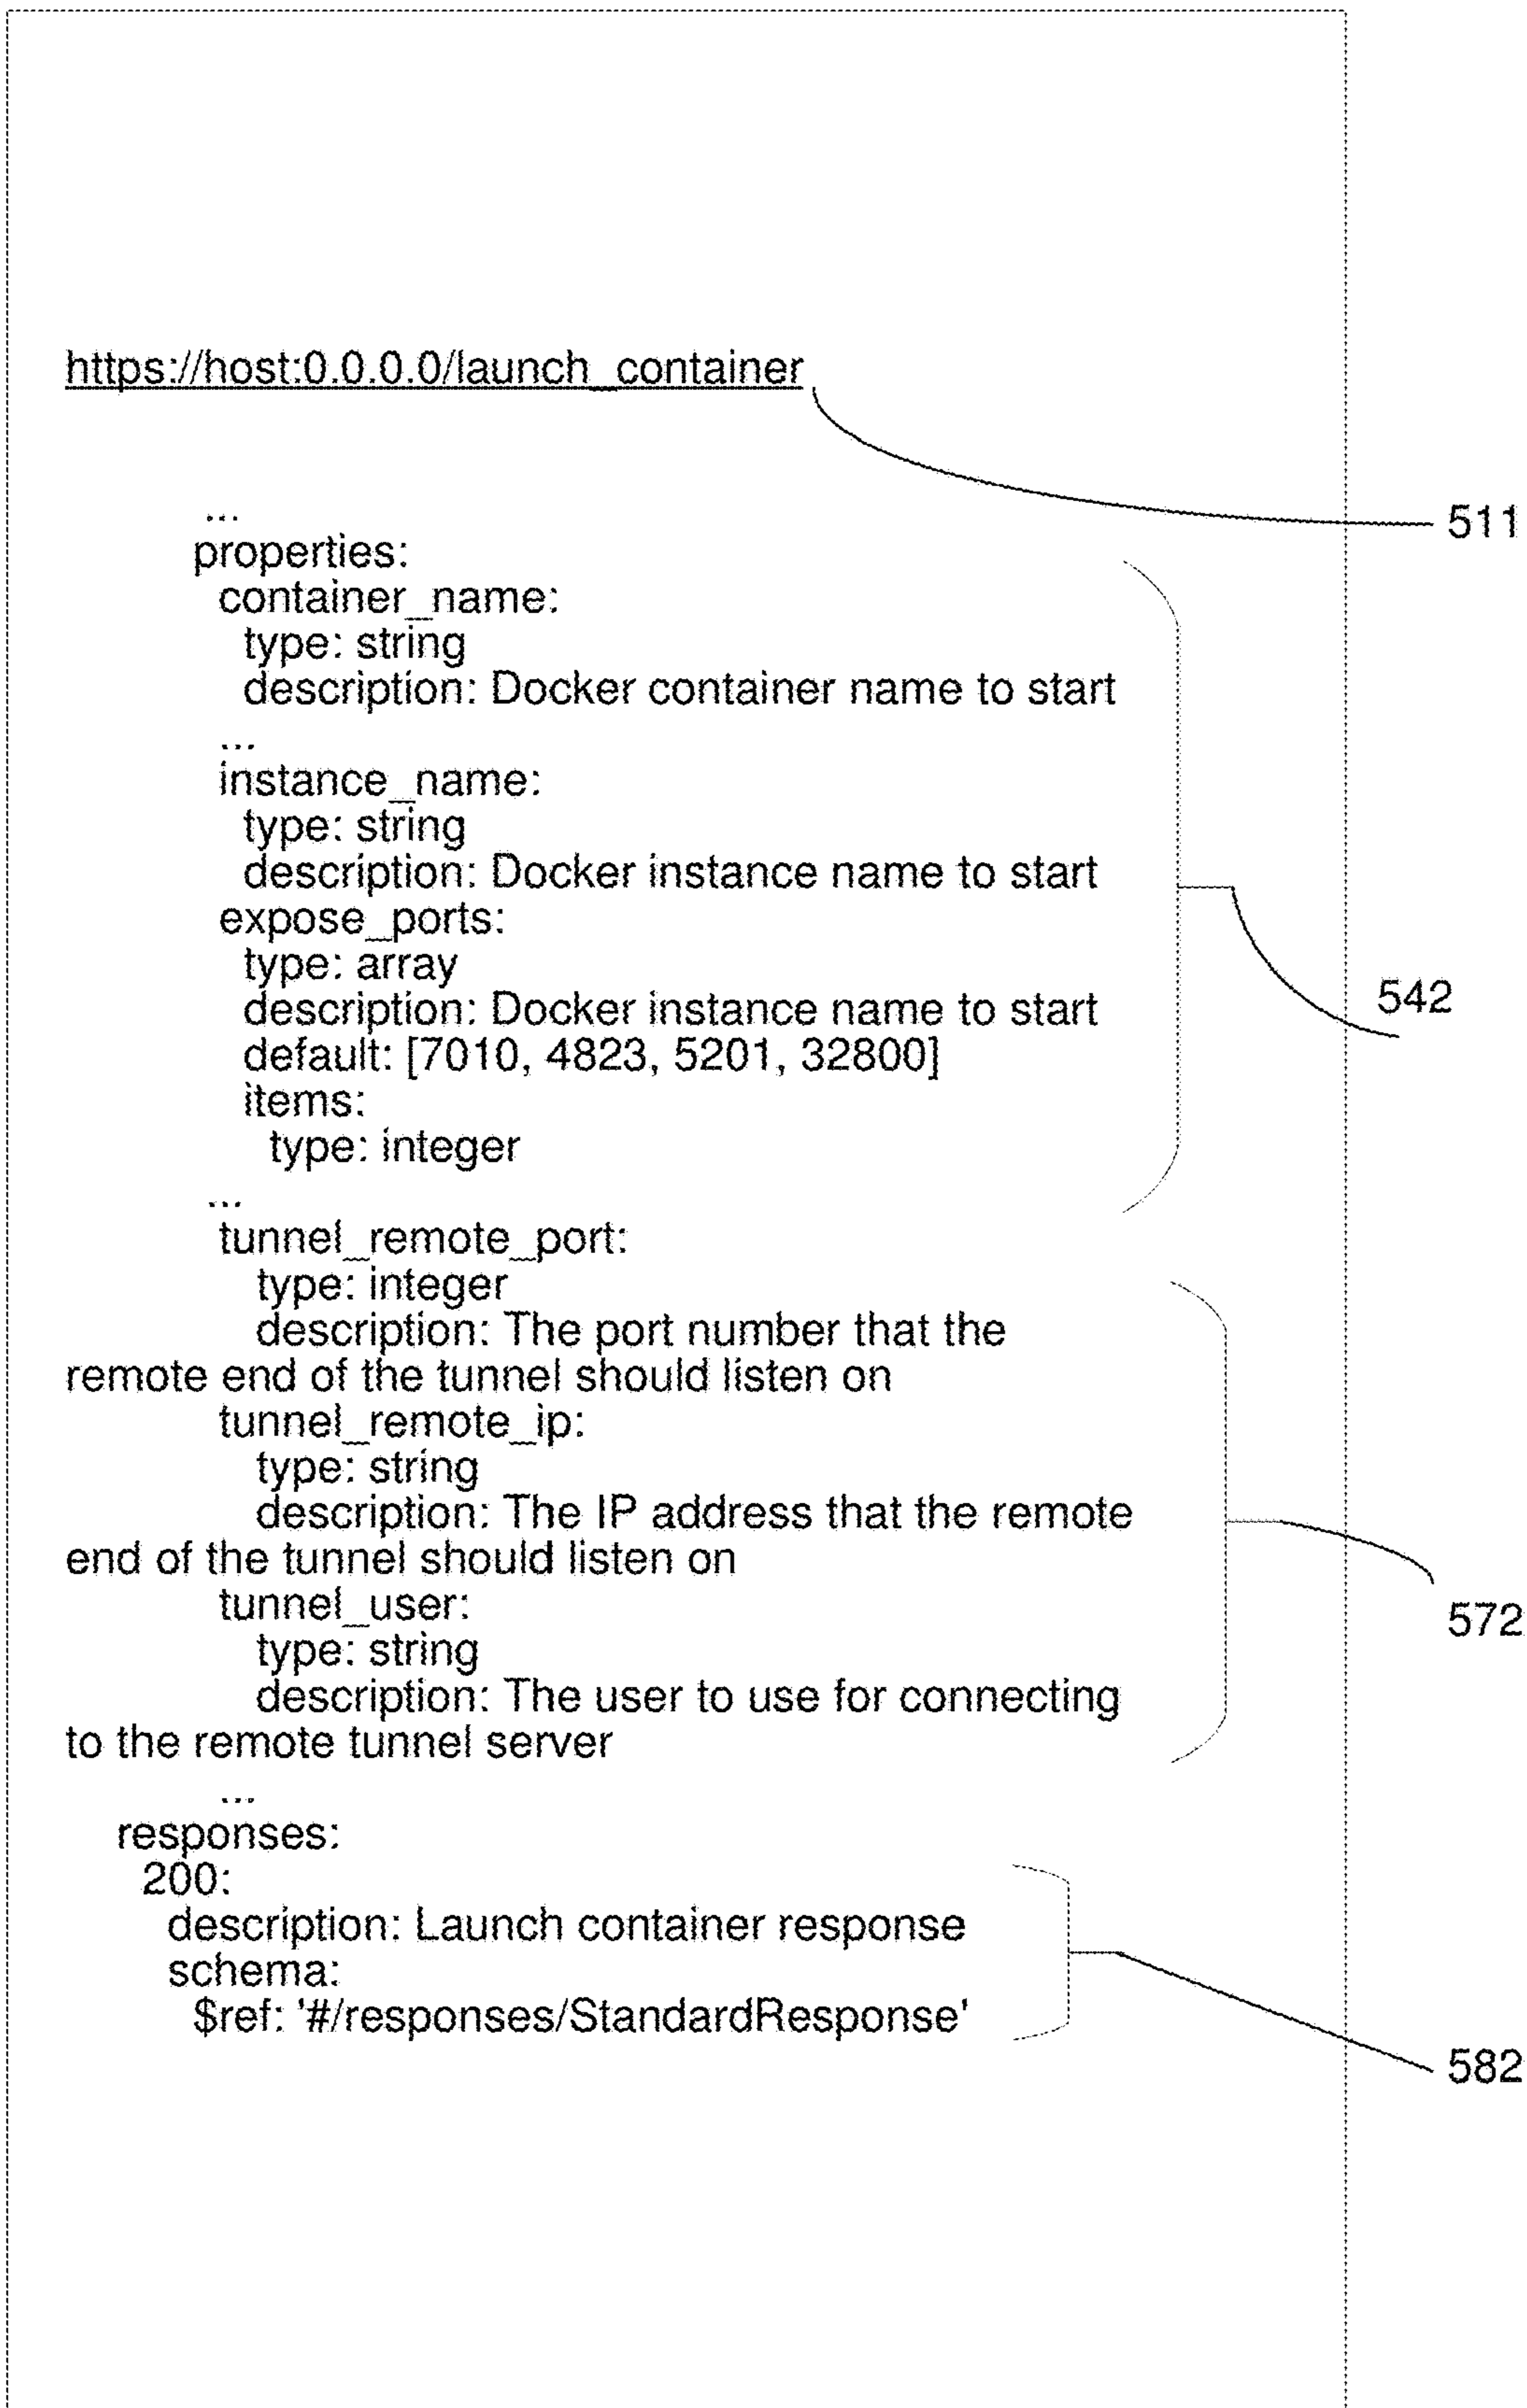 https://host:0.0.0.0/launch_container
511
...
properties:
container_name:
type: string
description: Docker container name to start
...
instance_name:
type: string
description: Docker instance name to start
expose_ports:
type: array
description: Docker instance name to start
default: [7010, 4823, 5201, 32800]
items:
type: integer
542
...
tunnel_remote_port:
type: integer
description: The port number that the
remote end of the tunnel should listen on
tunnel_remote_ip:
type: string
description: The IP address that the remote
end of the tunnel should listen on
tunnel_user:
type: string
description: The user to use for connecting
to the remote tunnel server
572
...
responses:
200:
description: Launch container response
schema:
$ref: '#/responses/StandardResponse'
582